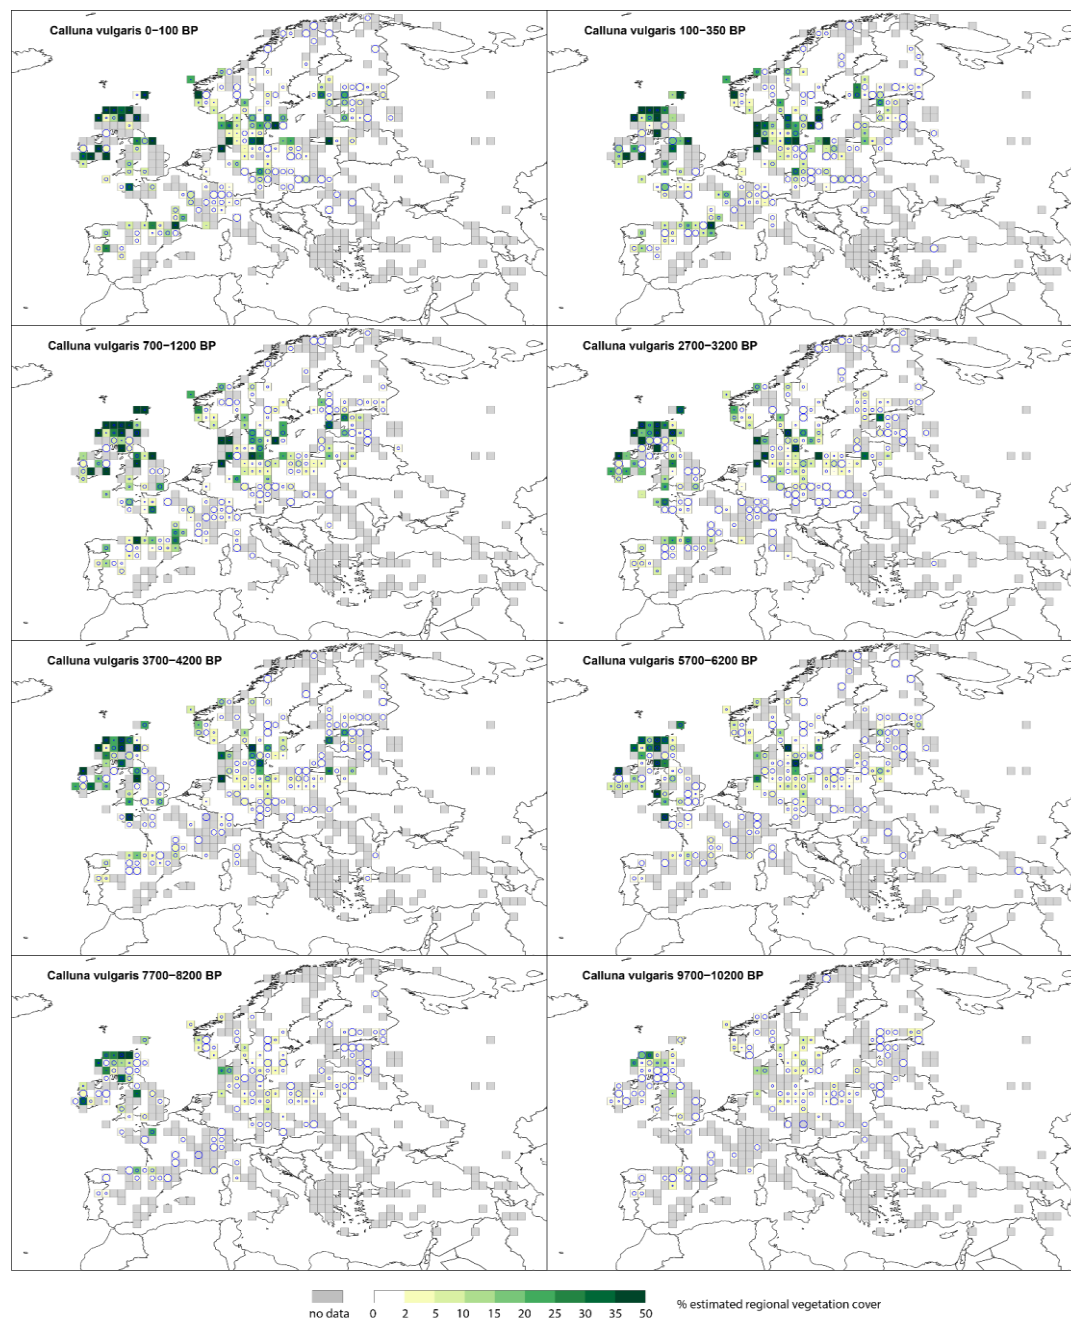 Calluna vulgaris 0−100 BP
Calluna vulgaris 100−350 BP
Calluna vulgaris 700−1200 BP
Calluna vulgaris 2700−3200 BP
Calluna vulgaris 3700−4200 BP
Calluna vulgaris 5700−6200 BP
Calluna vulgaris 7700−8200 BP
Calluna vulgaris 9700−10200 BP
no data
0 2 5 10 15 20 25 30 35 50
% estimated regional vegetation cover